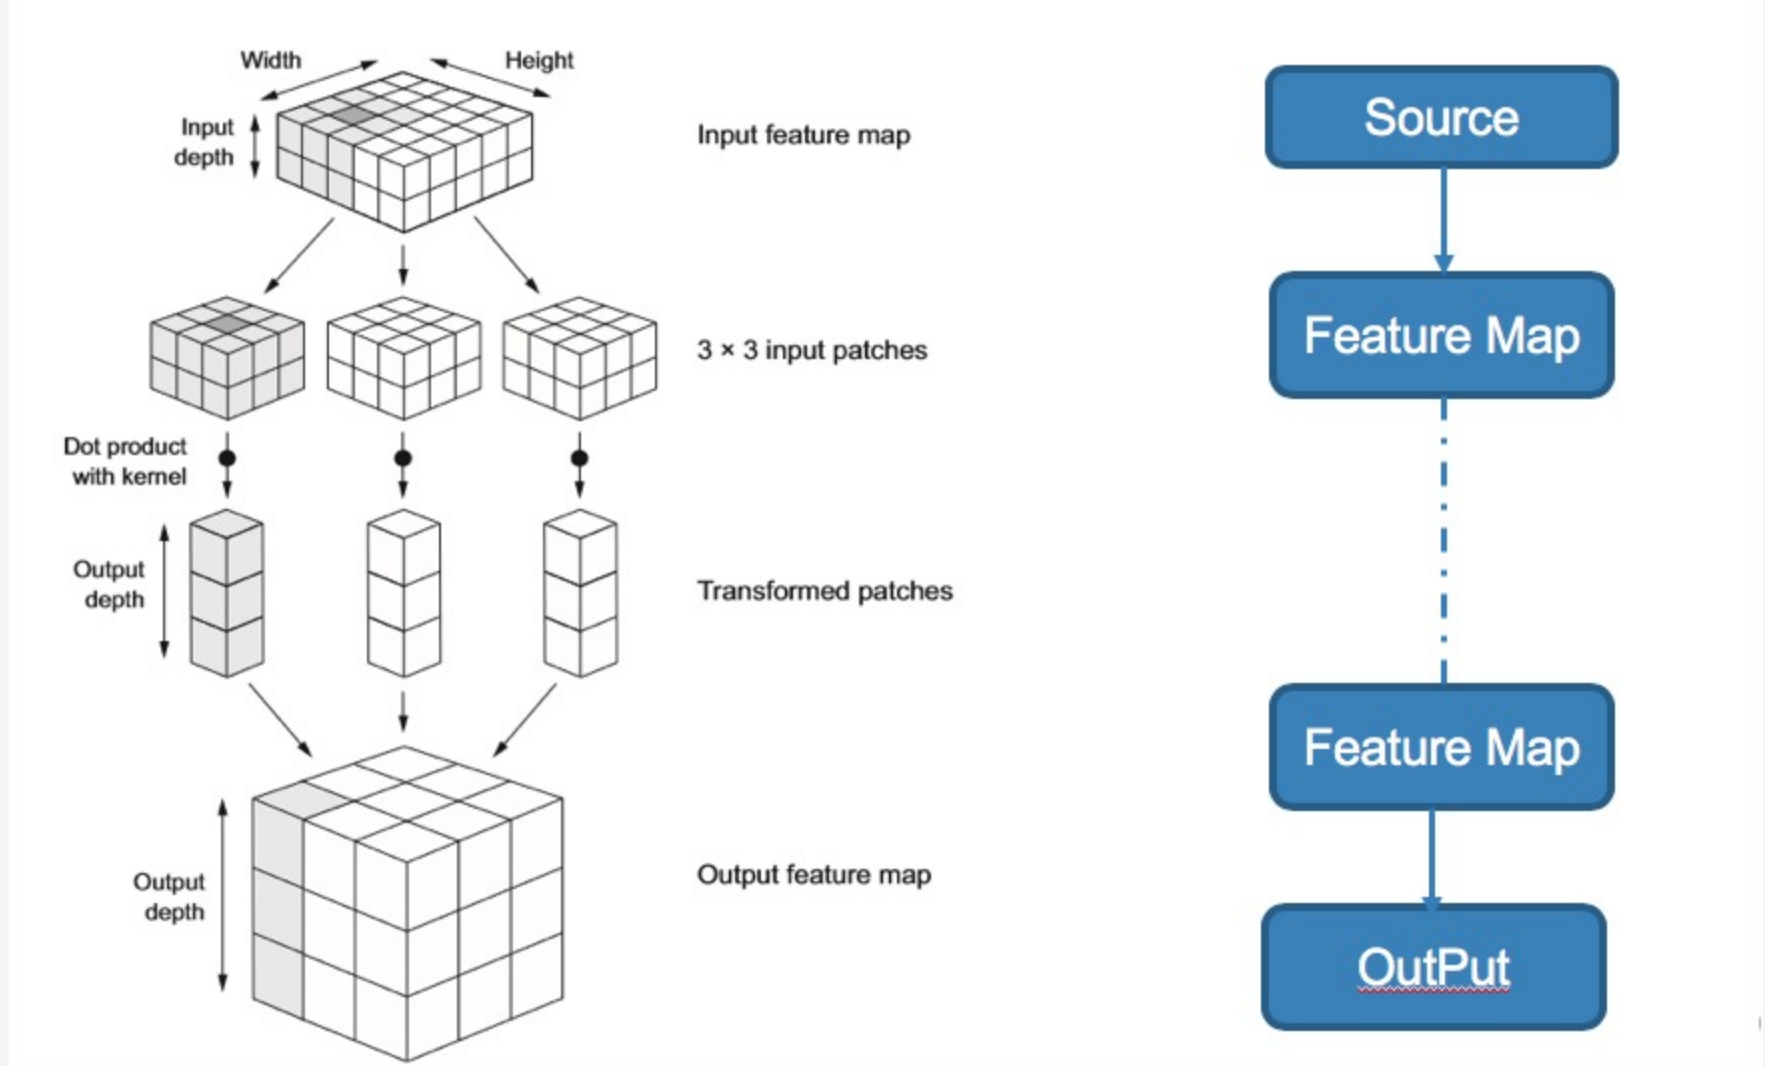 Width
Height
Input
depth
Input feature map
3 × 3 input patches
Dot product
with kernel
Output
depth
Transformed patches
Output
depth
Output feature map
Source
Feature Map
Feature Map
OutPut